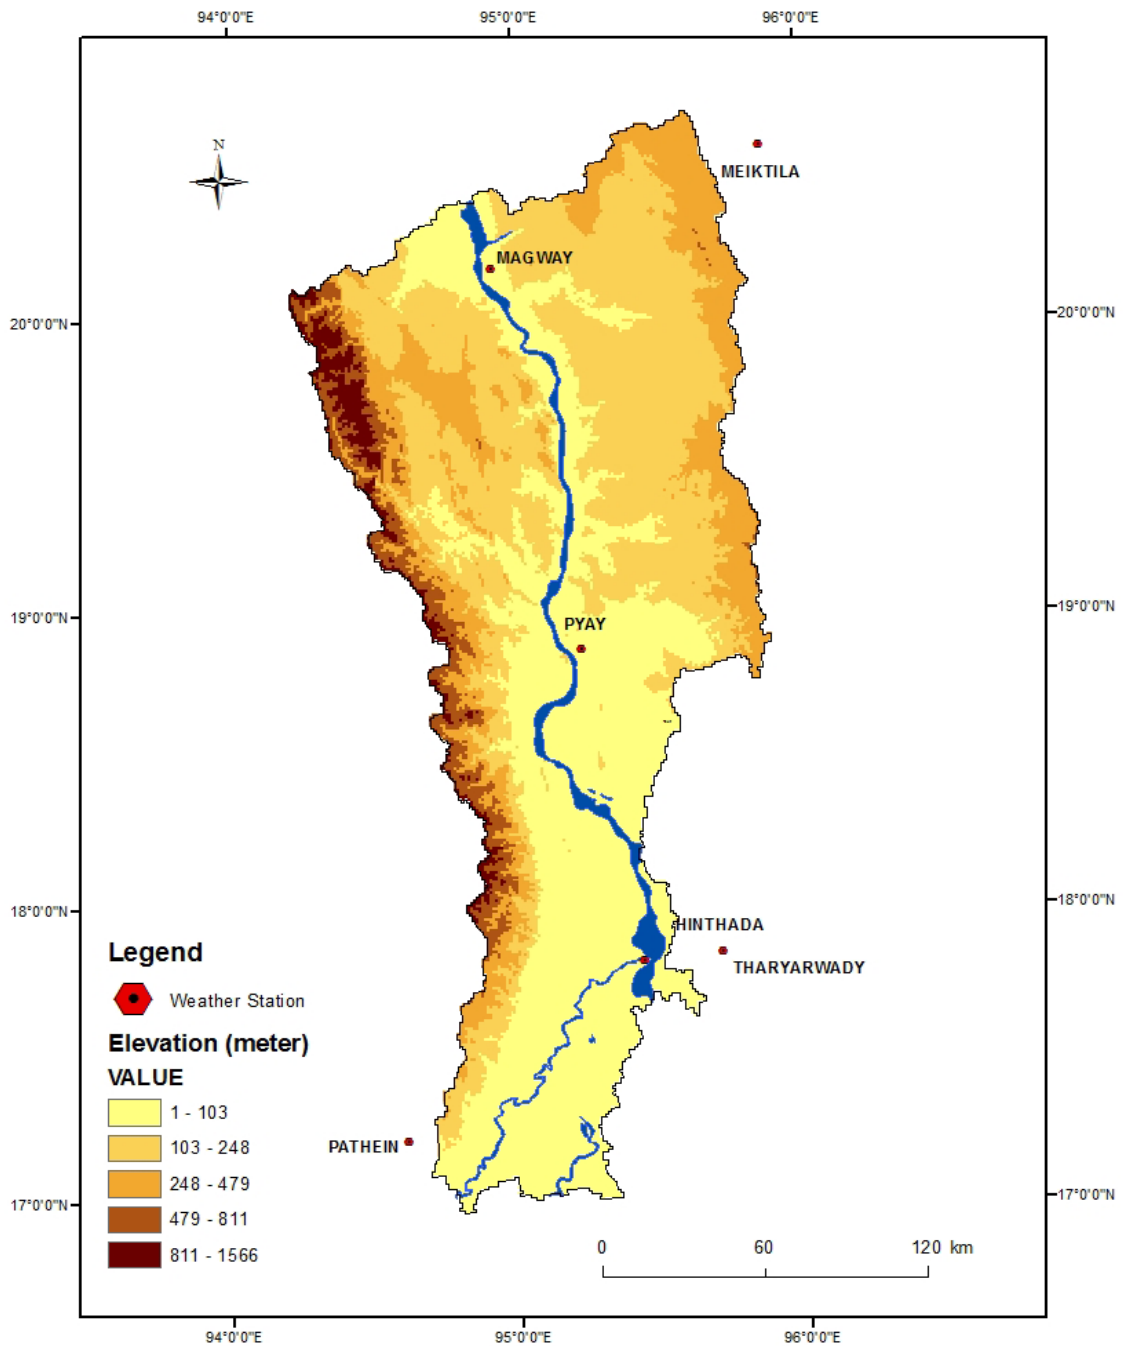 94°0'0"E 95°0'0"E 96°0'0"E
N
MEIKTILA
MAGWAY
20°0'0"N 20°0'0"N
19°0'0"N 19°0'0"N
PYAY
18°0'0"N 18°0'0"N
HINTHADA
THARYARWADY
Legend
Weather Station
Elevation (meter)
VALUE
1 - 103
103 - 248
248 - 479
479 - 811
811 - 1566
PATHEIN
17°0'0"N 17°0'0"N
0 60 120 km
94°0'0"E 95°0'0"E 96°0'0"E